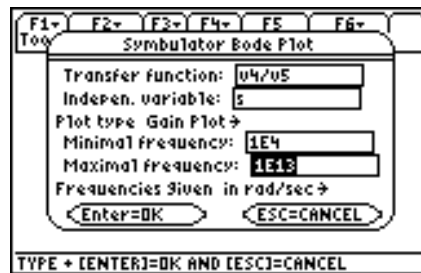 F1 F2 F3 F4 F5 F6
Too
Symbulator Bode Plot
Transfer function: v4/v5
Indepen. variable: s
Plot type Gain Plot→
Minimal frequency: 1E4
Maximal frequency: 1E13
Frequencies given in rad/sec→
Enter=OK ESC=CANCEL
TYPE + [ENTER]=OK AND [ESC]=CANCEL